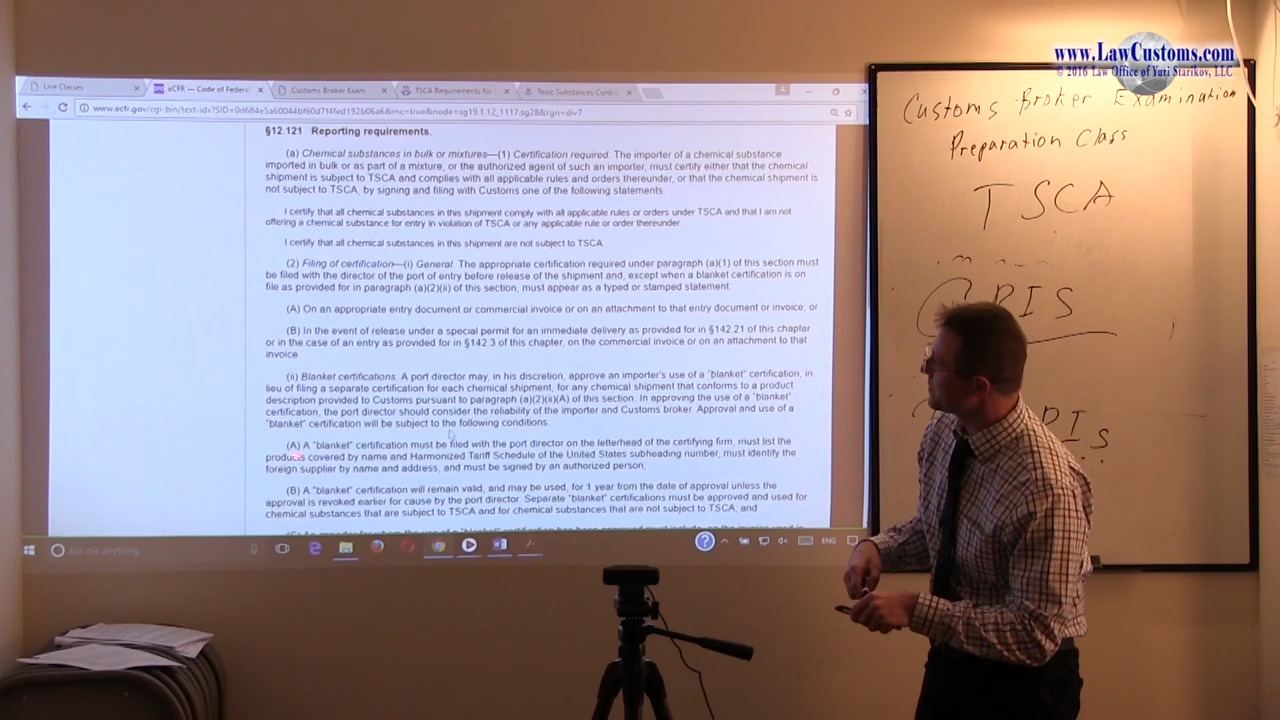 www.LawCustoms.com
© 2016 Law Office of Yuri Starikov, LLC
Customs Broker Examination
Preparation Class
TSCA
PIS
PIS
Live Classes
eCFR — Code of Federal
Customs Broker Exam
TSCA Requirements for
Toxic Substances Contro
§12.121 Reporting requirements.
(a) Chemical substances in bulk or mixtures—(1) Certification required. The importer of a chemical substance
imported in bulk or as part of a mixture, or the authorized agent of such an importer, must certify either that the chemical
shipment is subject to TSCA and complies with all applicable rules and orders thereunder, or that the chemical shipment is
not subject to TSCA, by signing and filing with Customs one of the following statements:
I certify that all chemical substances in this shipment comply with all applicable rules or orders under TSCA and that I am not
offering a chemical substance for entry in violation of TSCA or any applicable rule or order thereunder.
I certify that all chemical substances in this shipment are not subject to TSCA.
(2) Filing of certification—(i) General. The appropriate certification required under paragraph (a)(1) of this section must
be filed with the director of the port of entry before release of the shipment and, except when a blanket certification is on
file as provided for in paragraph (a)(2)(ii) of this section, must appear as a typed or stamped statement:
(A) On an appropriate entry document or commercial invoice or on an attachment to that entry document or invoice; or
(B) In the event of release under a special permit for an immediate delivery as provided for in §142.21 of this chapter
or in the case of an entry as provided for in §142.3 of this chapter, on the commercial invoice or on an attachment to that
invoice.
(ii) Blanket certifications. A port director may, in his discretion, approve an importer's use of a "blanket" certification, in
lieu of filing a separate certification for each chemical shipment, for any chemical shipment that conforms to a product
description provided to Customs pursuant to paragraph (a)(2)(ii)(A) of this section. In approving the use of a "blanket"
certification, the port director should consider the reliability of the importer and Customs broker. Approval and use of a
"blanket" certification will be subject to the following conditions:
(A) A "blanket" certification must be filed with the port director on the letterhead of the certifying firm, must list the
products covered by name and Harmonized Tariff Schedule of the United States subheading number, must identify the
foreign supplier by name and address, and must be signed by an authorized person;
(B) A "blanket" certification will remain valid, and may be used, for 1 year from the date of approval unless the
approval is revoked earlier for cause by the port director. Separate "blanket" certifications must be approved and used for
chemical substances that are subject to TSCA and for chemical substances that are not subject to TSCA; and
Ask me anything
ENG